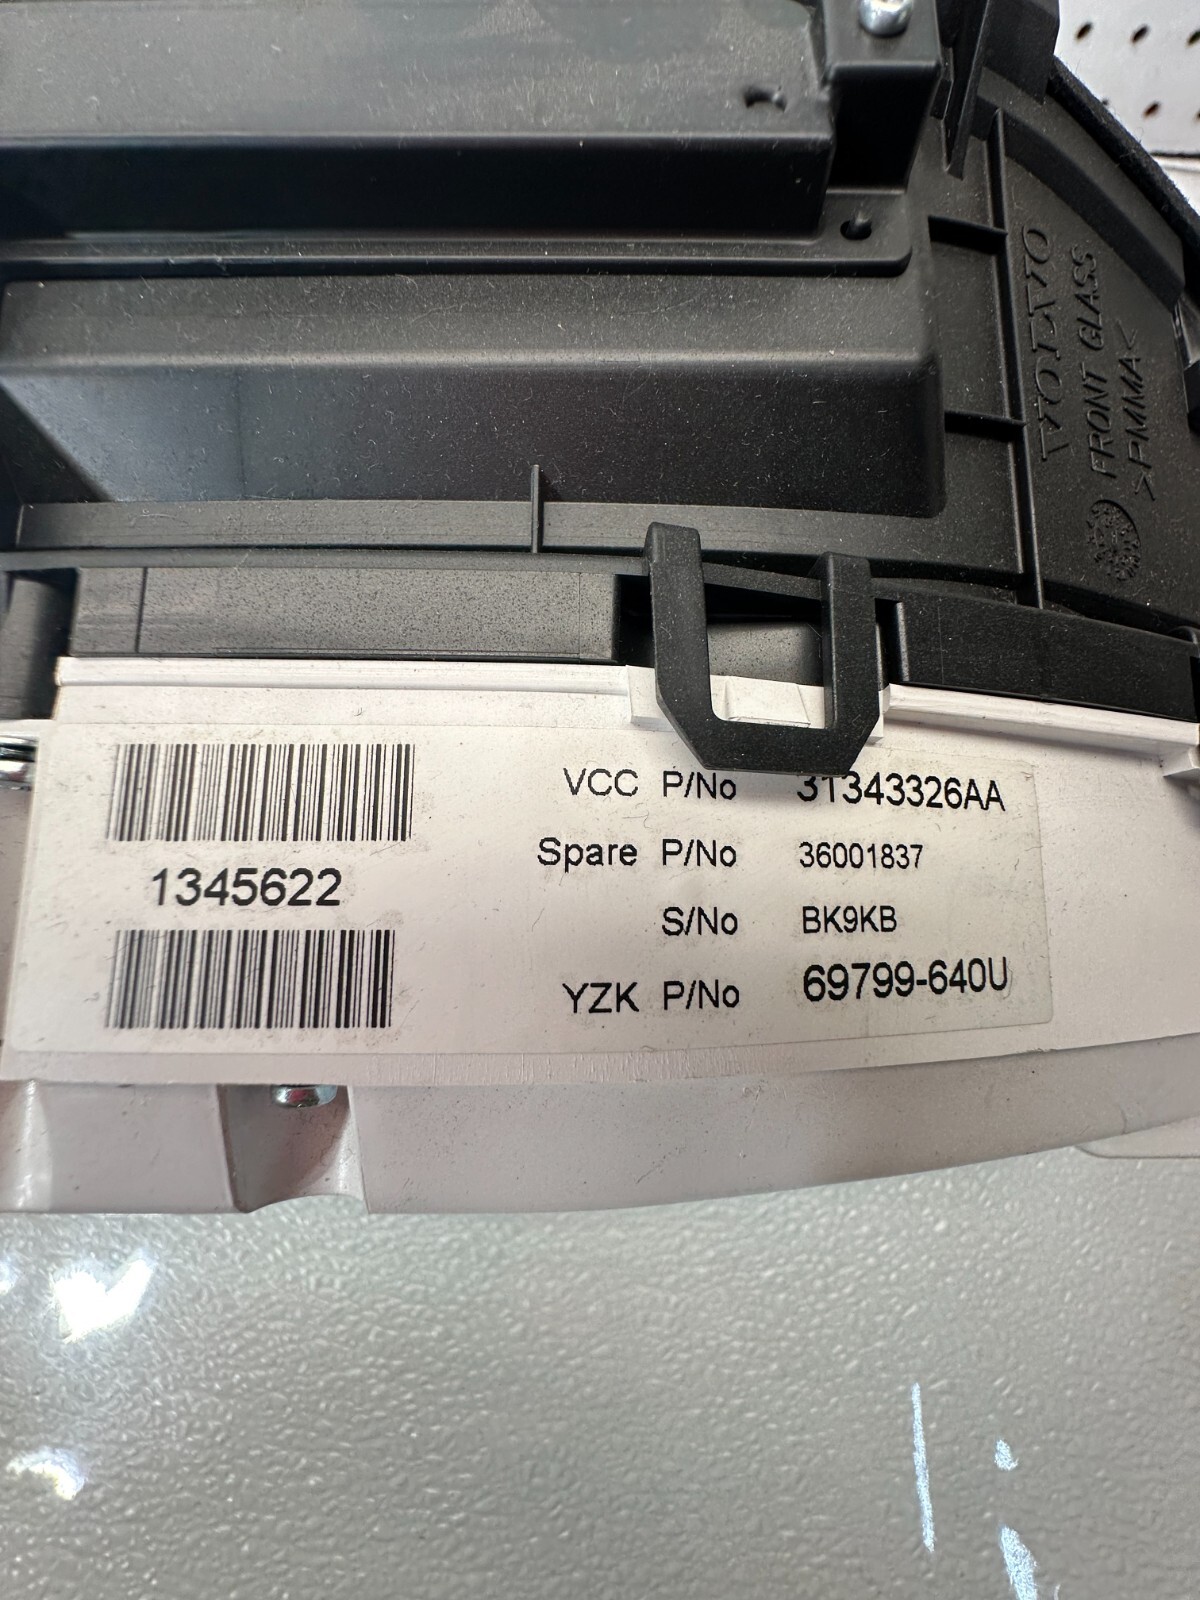 VOLVO
FRONT GLASS
>PMMA<
1345622
VCC P/No 31343326AA
Spare P/No 36001837
S/No BK9KB
YZK P/No 69799-640U